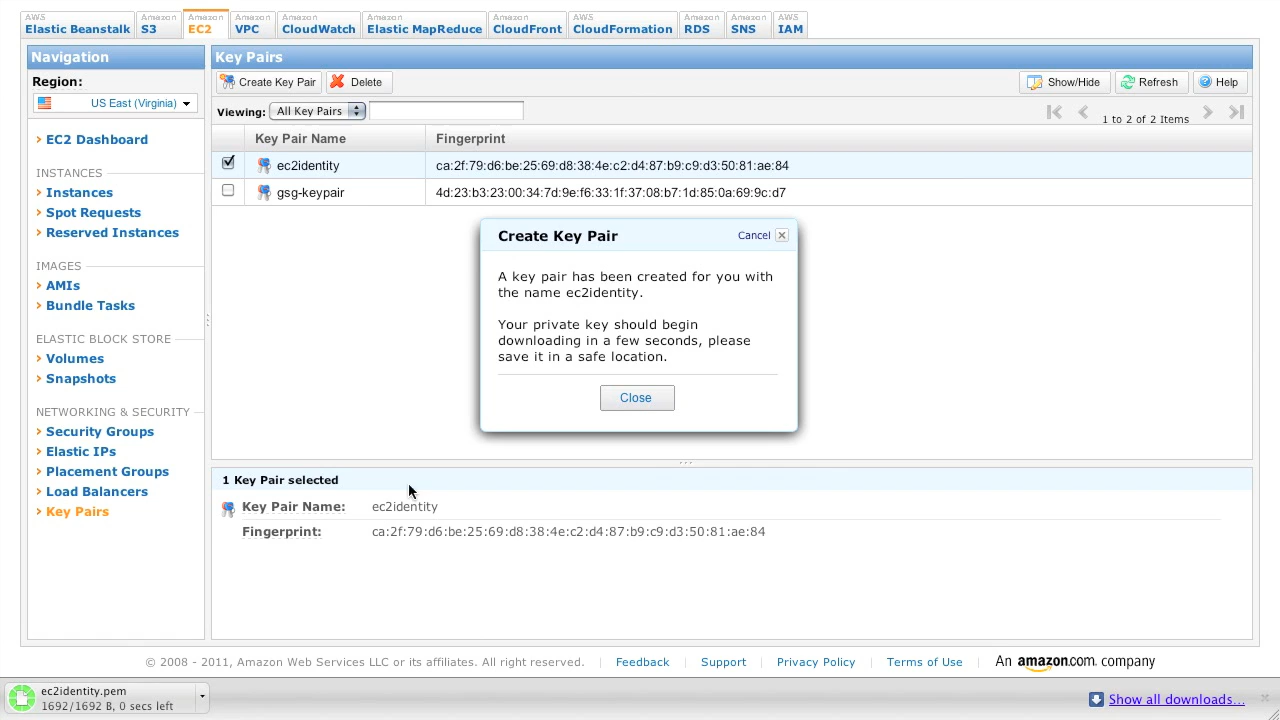 AWS
Elastic Beanstalk
Amazon
S3
Amazon
EC2
Amazon
VPC
Amazon
CloudWatch
Amazon
Elastic MapReduce
Amazon
CloudFront
AWS
CloudFormation
Amazon
RDS
Amazon
SNS
AWS
IAM
Navigation
Region:
US East (Virginia)
EC2 Dashboard
INSTANCES
Instances
Spot Requests
Reserved Instances
IMAGES
AMIs
Bundle Tasks
ELASTIC BLOCK STORE
Volumes
Snapshots
NETWORKING & SECURITY
Security Groups
Elastic IPs
Placement Groups
Load Balancers
Key Pairs
Key Pairs
Create Key Pair
Delete
Show/Hide
Refresh
Help
Viewing:
All Key Pairs
1 to 2 of 2 Items
Key Pair Name
Fingerprint
ec2identity
ca:2f:79:d6:be:25:69:d8:38:4e:c2:d4:87:b9:c9:d3:50:81:ae:84
gsg-keypair
4d:23:b3:23:00:34:7d:9e:f6:33:1f:37:08:b7:1d:85:0a:69:9c:d7
Create Key Pair
Cancel
A key pair has been created for you with
the name ec2identity.
Your private key should begin
downloading in a few seconds, please
save it in a safe location.
Close
1 Key Pair selected
Key Pair Name:
ec2identity
Fingerprint:
ca:2f:79:d6:be:25:69:d8:38:4e:c2:d4:87:b9:c9:d3:50:81:ae:84
© 2008 - 2011, Amazon Web Services LLC or its affiliates. All right reserved.
Feedback
Support
Privacy Policy
Terms of Use
An amazon.com. company
ec2identity.pem
1692/1692 B, 0 secs left
Show all downloads...